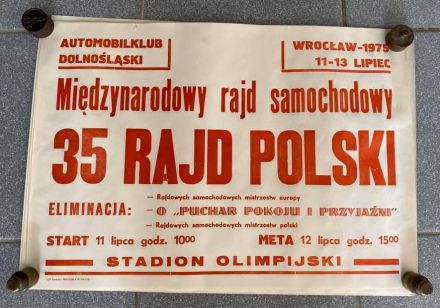 AUTOMOBILKLUB
DOLNOŚLĄSKI
WROCŁAW-1975
11-13 LIPIEC
Międzynarodowy rajd samochodowy
35 RAJD POLSKI
— Rajdowych samochodowych mistrzostw europy
ELIMINACJA: — O „PUCHAR POKOJU I PRZYJAŹNI"
— Rajdowych samochodowych mistrzostw polski
START 11 lipca godz. 10⁰⁰ META 12 lipca godz. 15⁰⁰
STADION OLIMPIJSKI